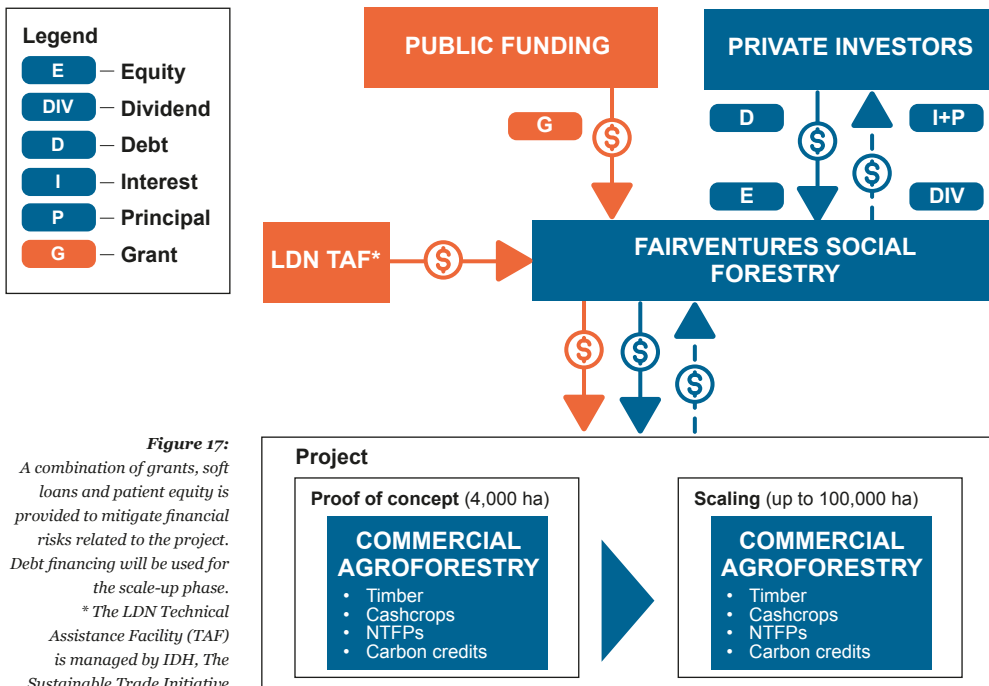 Legend
E – Equity
DIV – Dividend
D – Debt
I – Interest
P – Principal
G – Grant
PUBLIC FUNDING
PRIVATE INVESTORS
G
$
D
$
I+P
$
E
DIV
LDN TAF*
$
FAIRVENTURES SOCIAL
FORESTRY
$
$
$
Figure 17:
A combination of grants, soft
loans and patient equity is
provided to mitigate financial
risks related to the project.
Debt financing will be used for
the scale-up phase.
* The LDN Technical
Assistance Facility (TAF)
is managed by IDH, The
Sustainable Trade Initiative
Project
Proof of concept (4,000 ha)
COMMERCIAL
AGROFORESTRY
• Timber
• Cashcrops
• NTFPs
• Carbon credits
Scaling (up to 100,000 ha)
COMMERCIAL
AGROFORESTRY
• Timber
• Cashcrops
• NTFPs
• Carbon credits